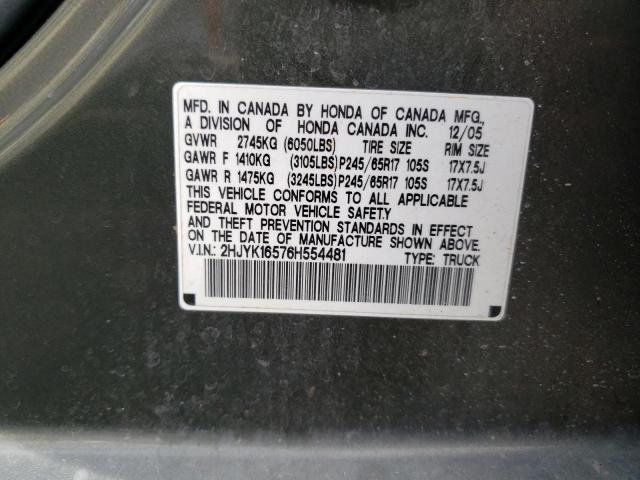 MFD. IN CANADA BY HONDA OF CANADA MFG.,
A DIVISION OF HONDA CANADA INC. 12/05
GVWR 2745KG (6050LBS) TIRE SIZE RIM SIZE
GAWR F 1410KG (3105LBS)P245/65R17 105S 17X7.5J
GAWR R 1475KG (3245LBS)P245/65R17 105S 17X7.5J
THIS VEHICLE CONFORMS TO ALL APPLICABLE
FEDERAL MOTOR VEHICLE SAFETY
AND THEFT PREVENTION STANDARDS IN EFFECT
ON THE DATE OF MANUFACTURE SHOWN ABOVE.
V.I.N.: 2HJYK16576H554481
TYPE: TRUCK